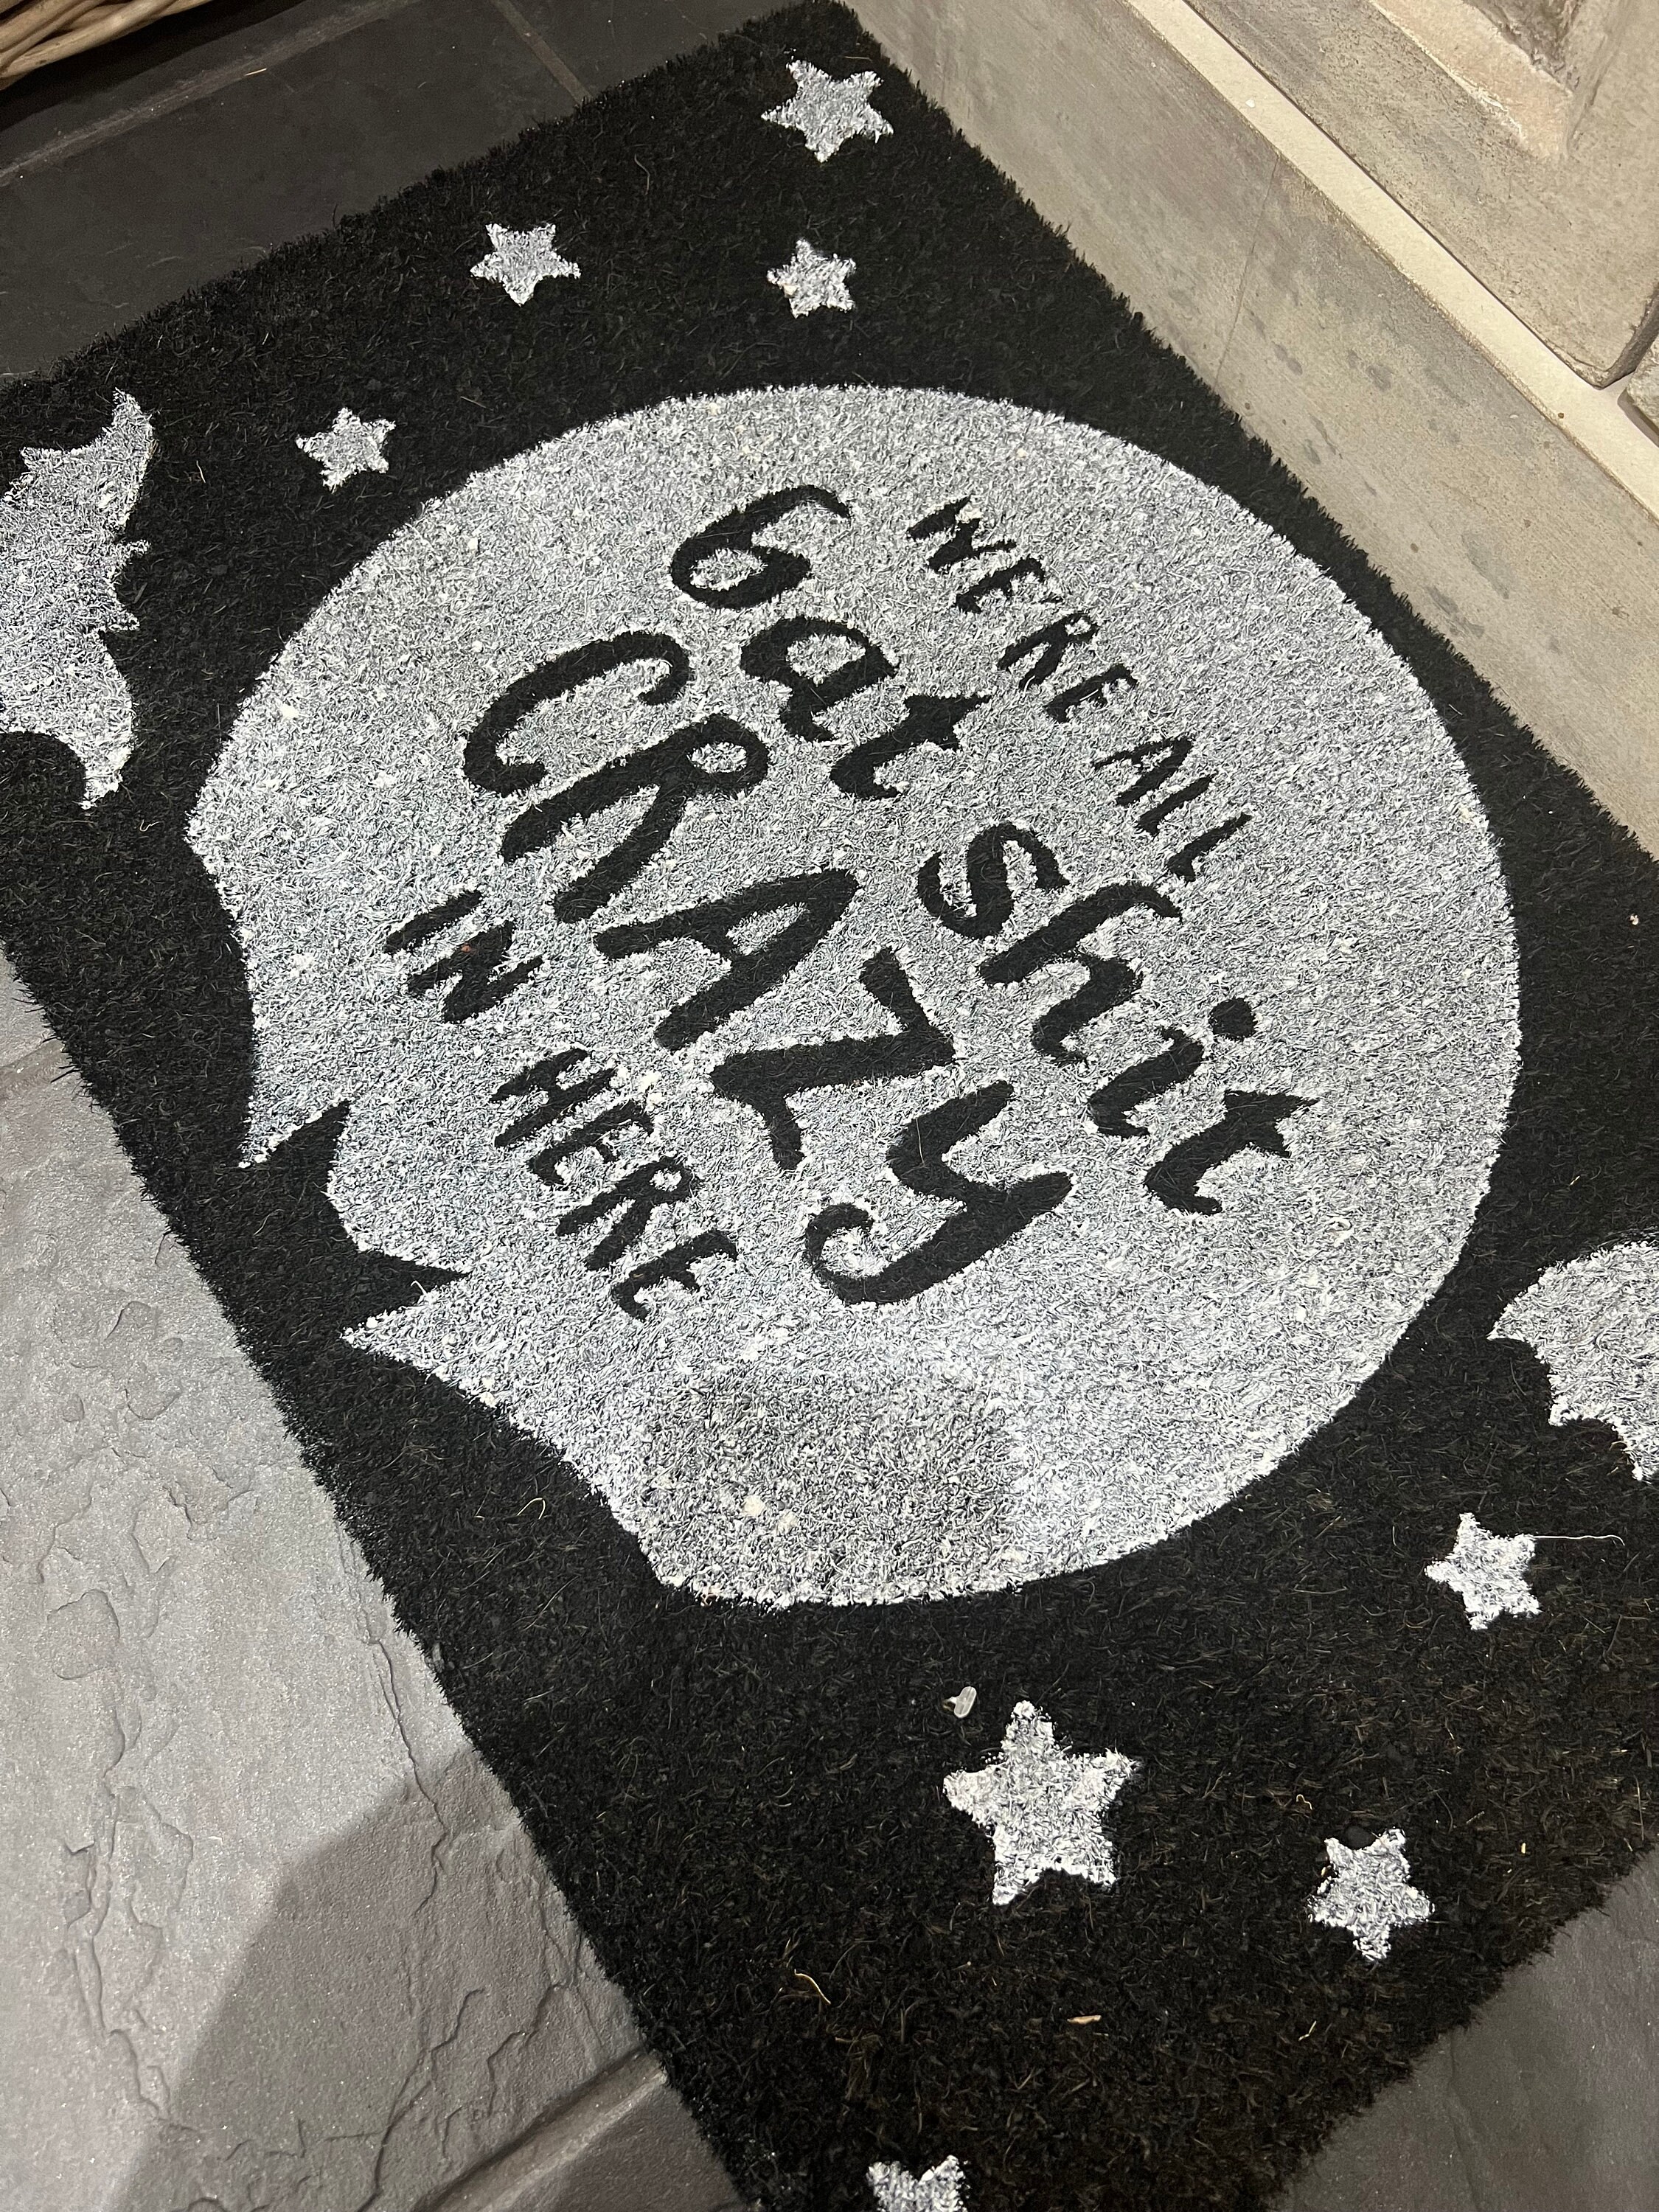 WE'RE ALL
bat shit
CRAZy
IN HERE